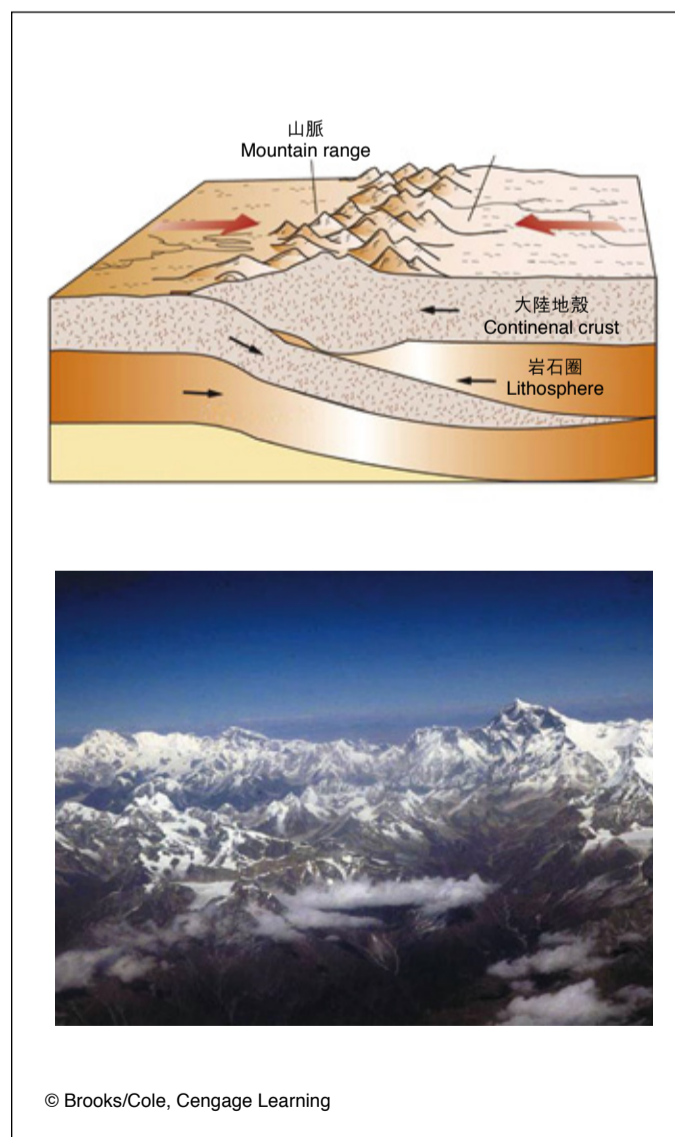 山脈
Mountain range
大陸地殼
Continenal crust
岩石圈
Lithosphere
© Brooks/Cole, Cengage Learning